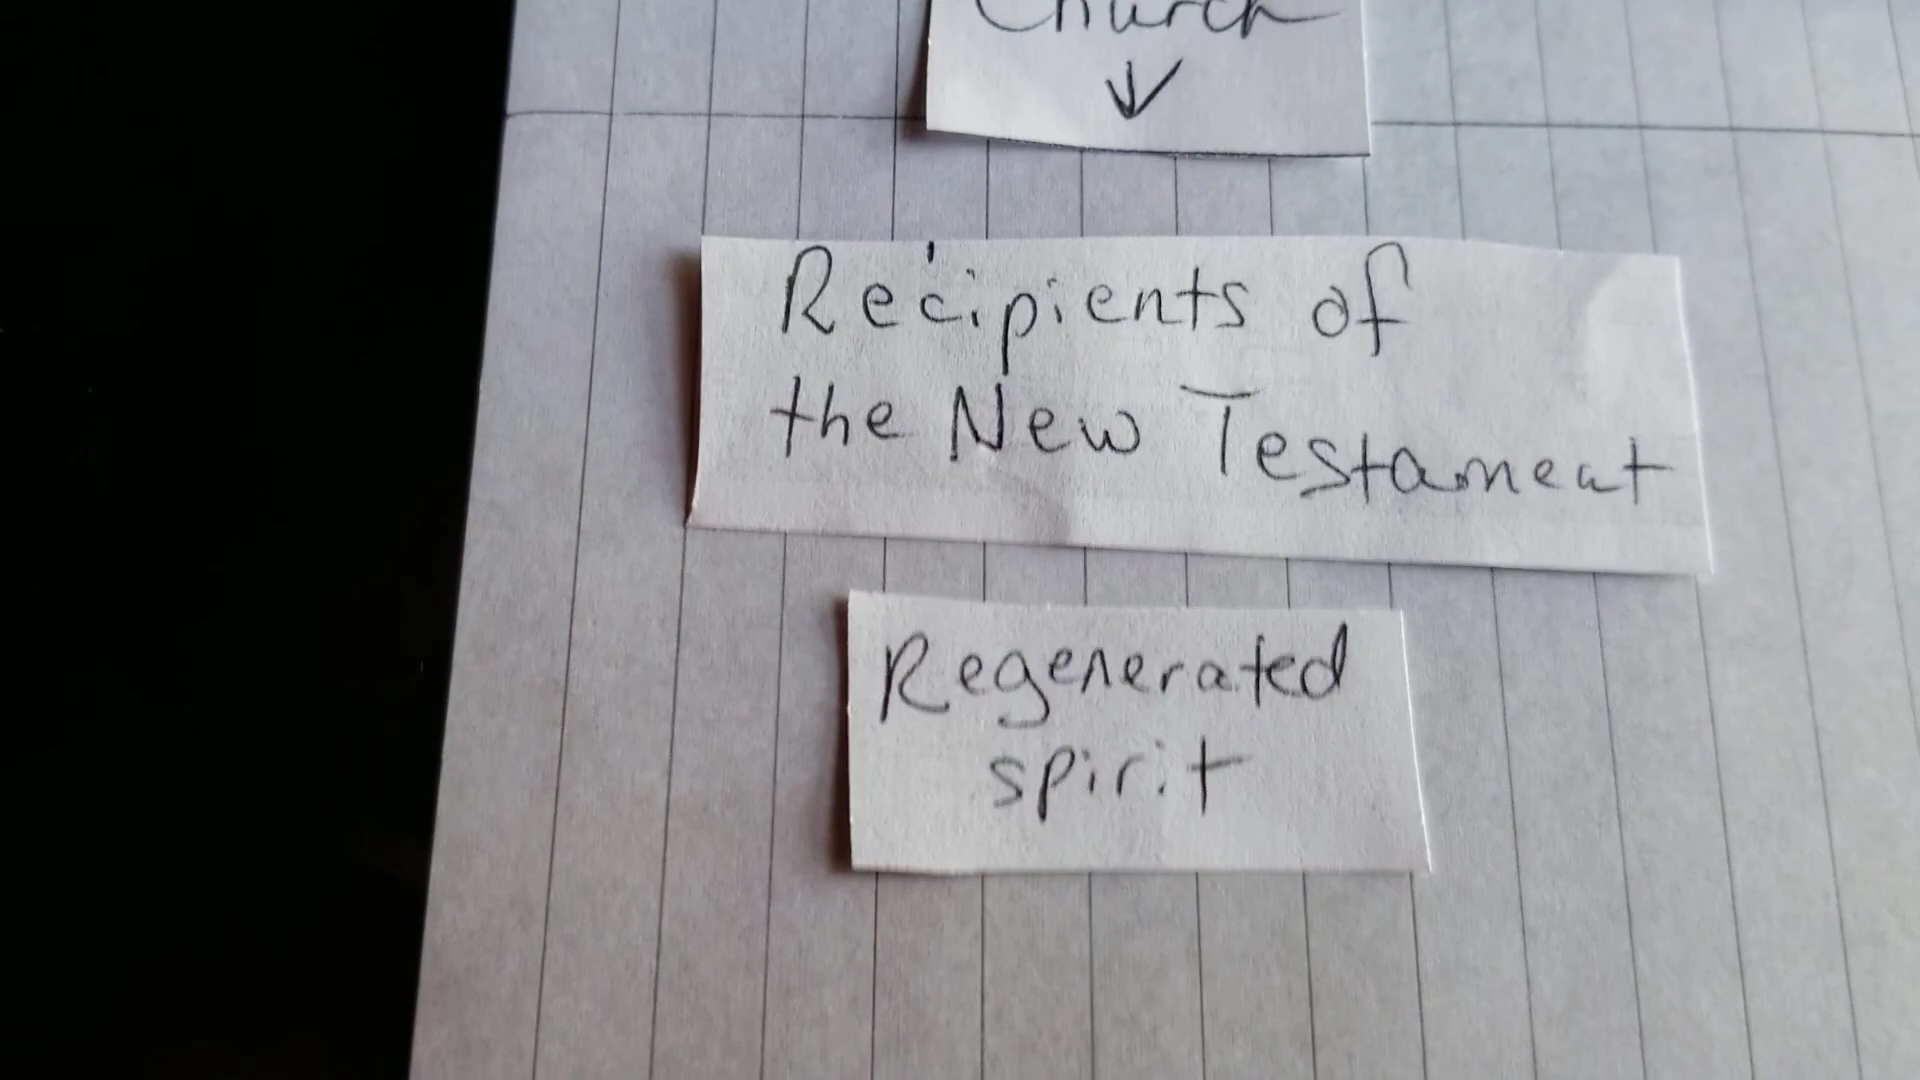 Church
↓
Recipients of
the New Testament
Regenerated
spirit